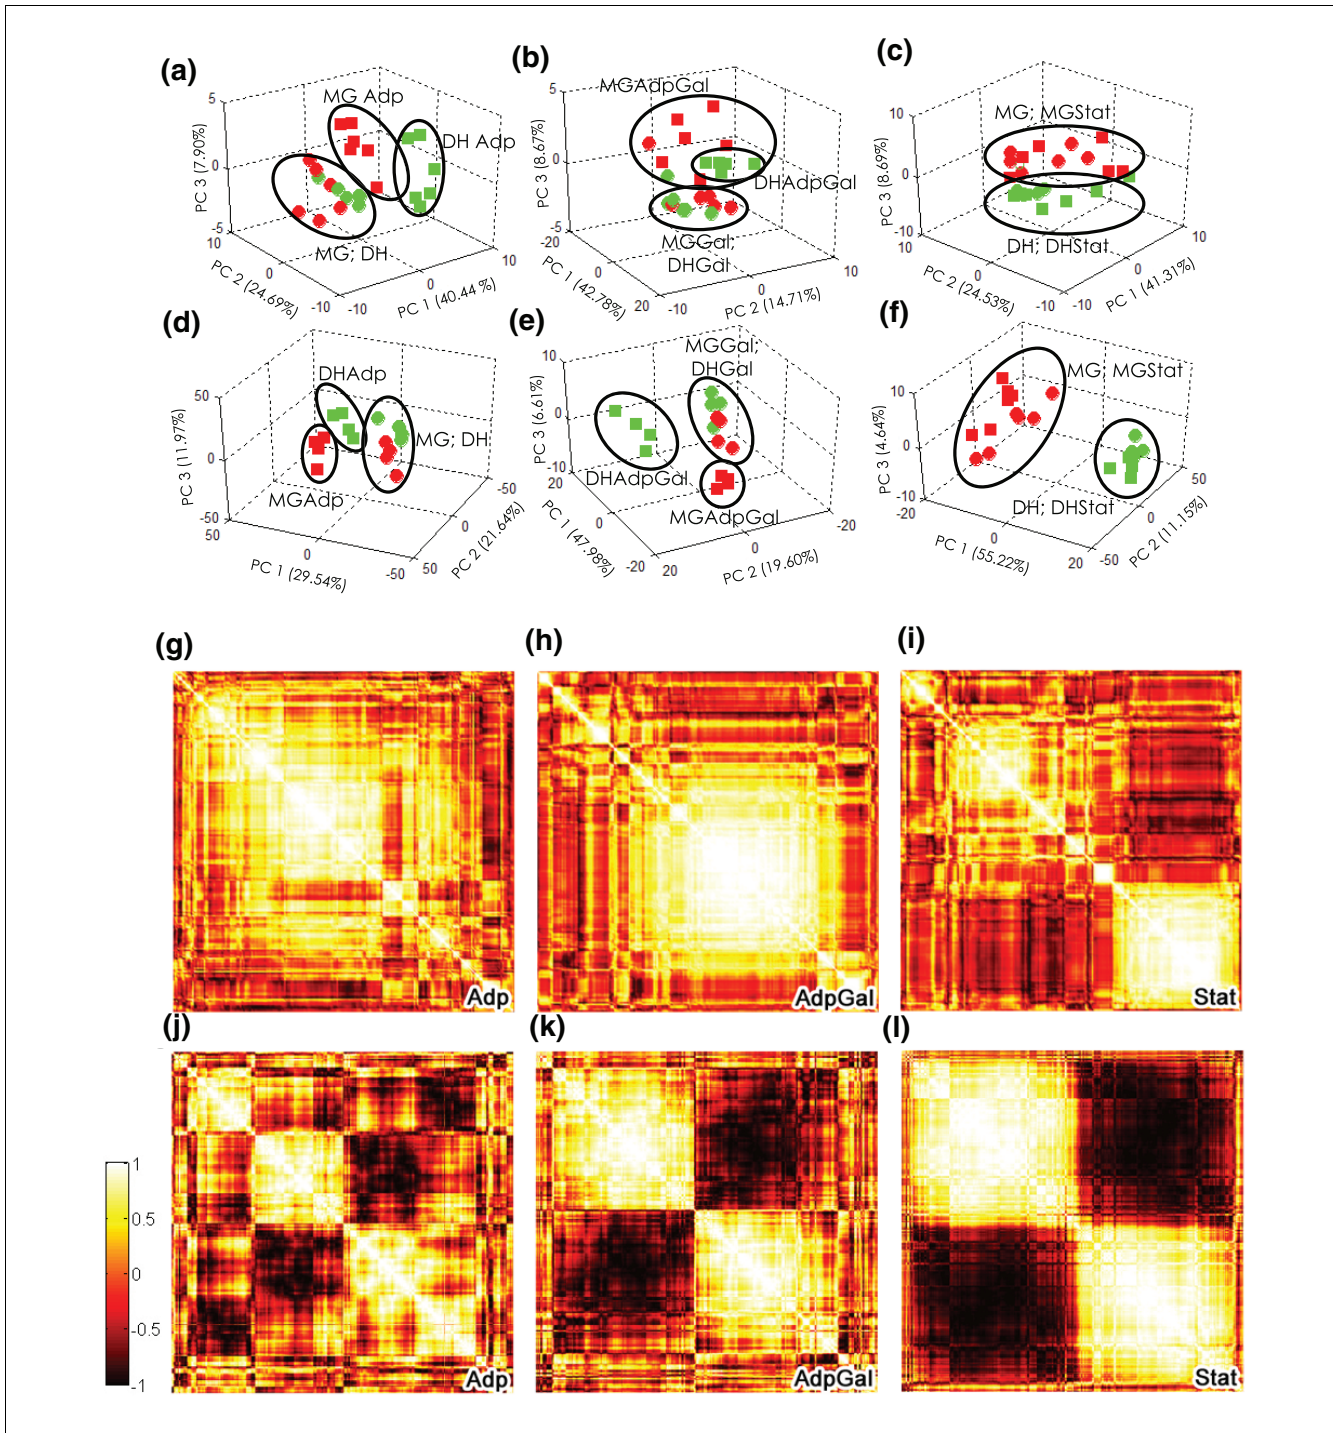 (a)
MG Adp
DH Adp
MG; DH
5
0
-5
PC 3 (7.90%)
10
0
-10
PC 2 (24.69%)
-10
0
10
PC 1 (40.44 %)
(b)
MGAdpGal
DHAdpGal
MGGal;
DHGal
5
0
-5
PC 3 (8.67%)
-20
0
20
PC 1 (42.78%)
-10
0
10
PC 2 (14.71%)
(c)
MG; MGStat
DH; DHStat
10
0
-10
PC 3 (8.69%)
10
0
-10
PC 2 (24.53%)
-10
0
10
PC 1 (41.31%)
(d)
DHAdp
MG; DH
MGAdp
50
0
-50
PC 3 (11.97%)
50
0
-50
PC 1 (29.54%)
50
0
-50
PC 2 (21.64%)
(e)
MGGal;
DHGal
DHAdpGal
MGAdpGal
10
0
-10
PC 3 (6.61%)
20
0
-20
PC 1 (47.98%)
20
0
-20
PC 2 (19.60%)
(f)
MG; MGStat
DH; DHStat
10
0
-10
PC 3 (4.64%)
-20
0
20
PC 1 (55.22%)
-50
0
50
PC 2 (11.15%)
(g)
Adp
(h)
AdpGal
(i)
Stat
(j)
Adp
(k)
AdpGal
(l)
Stat
1
0.5
0
-0.5
-1